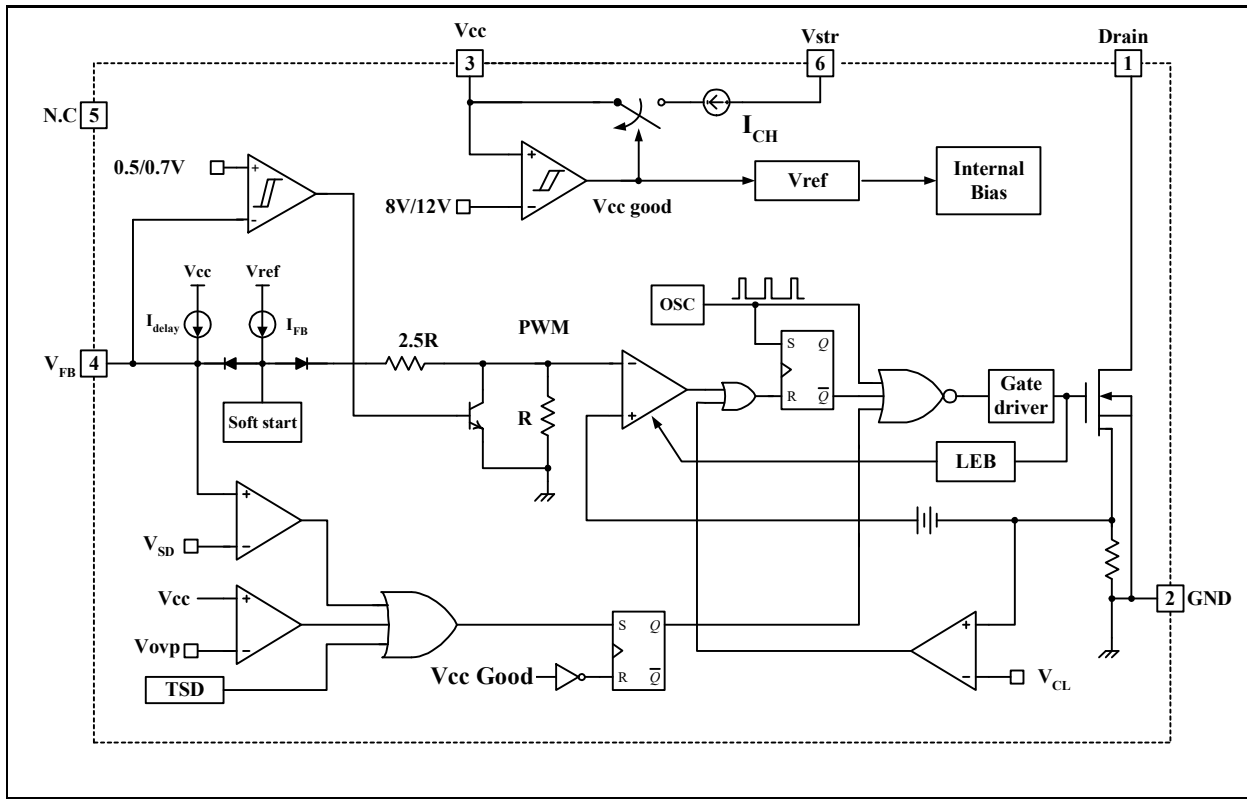 Vcc
Vstr
Drain
3
6
1
N.C
5
I_CH
0.5/0.7V
+
-
+
-
8V/12V
Vcc good
Vref
Internal
Bias
Vcc
Vref
I_delay
I_FB
OSC
PWM
2.5R
V_FB
4
Soft start
R
-
+
S
Q
R
Q̅
Gate
driver
LEB
+
-
V_SD
Vcc
+
Vovp
-
TSD
Vcc Good
S
Q
R
Q̅
+
-
V_CL
2
GND